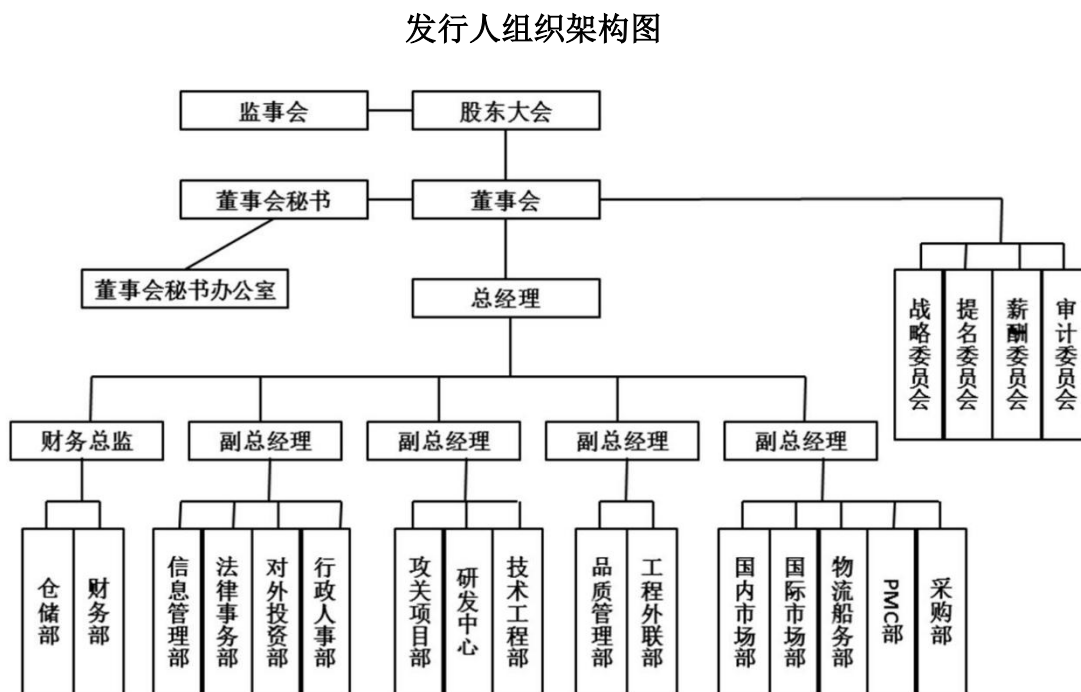 发行人组织架构图
监事会
股东大会
董事会秘书
董事会
董事会秘书办公室
总经理
战略委员会
提名委员会
薪酬委员会
审计委员会
财务总监
副总经理
副总经理
副总经理
副总经理
仓储部
财务部
信息管理部
法律事务部
对外投资部
行政人事部
攻关项目部
研发中心
技术工程部
品质管理部
工程外联部
国内市场部
国际市场部
物流船务部
PMC部
采购部